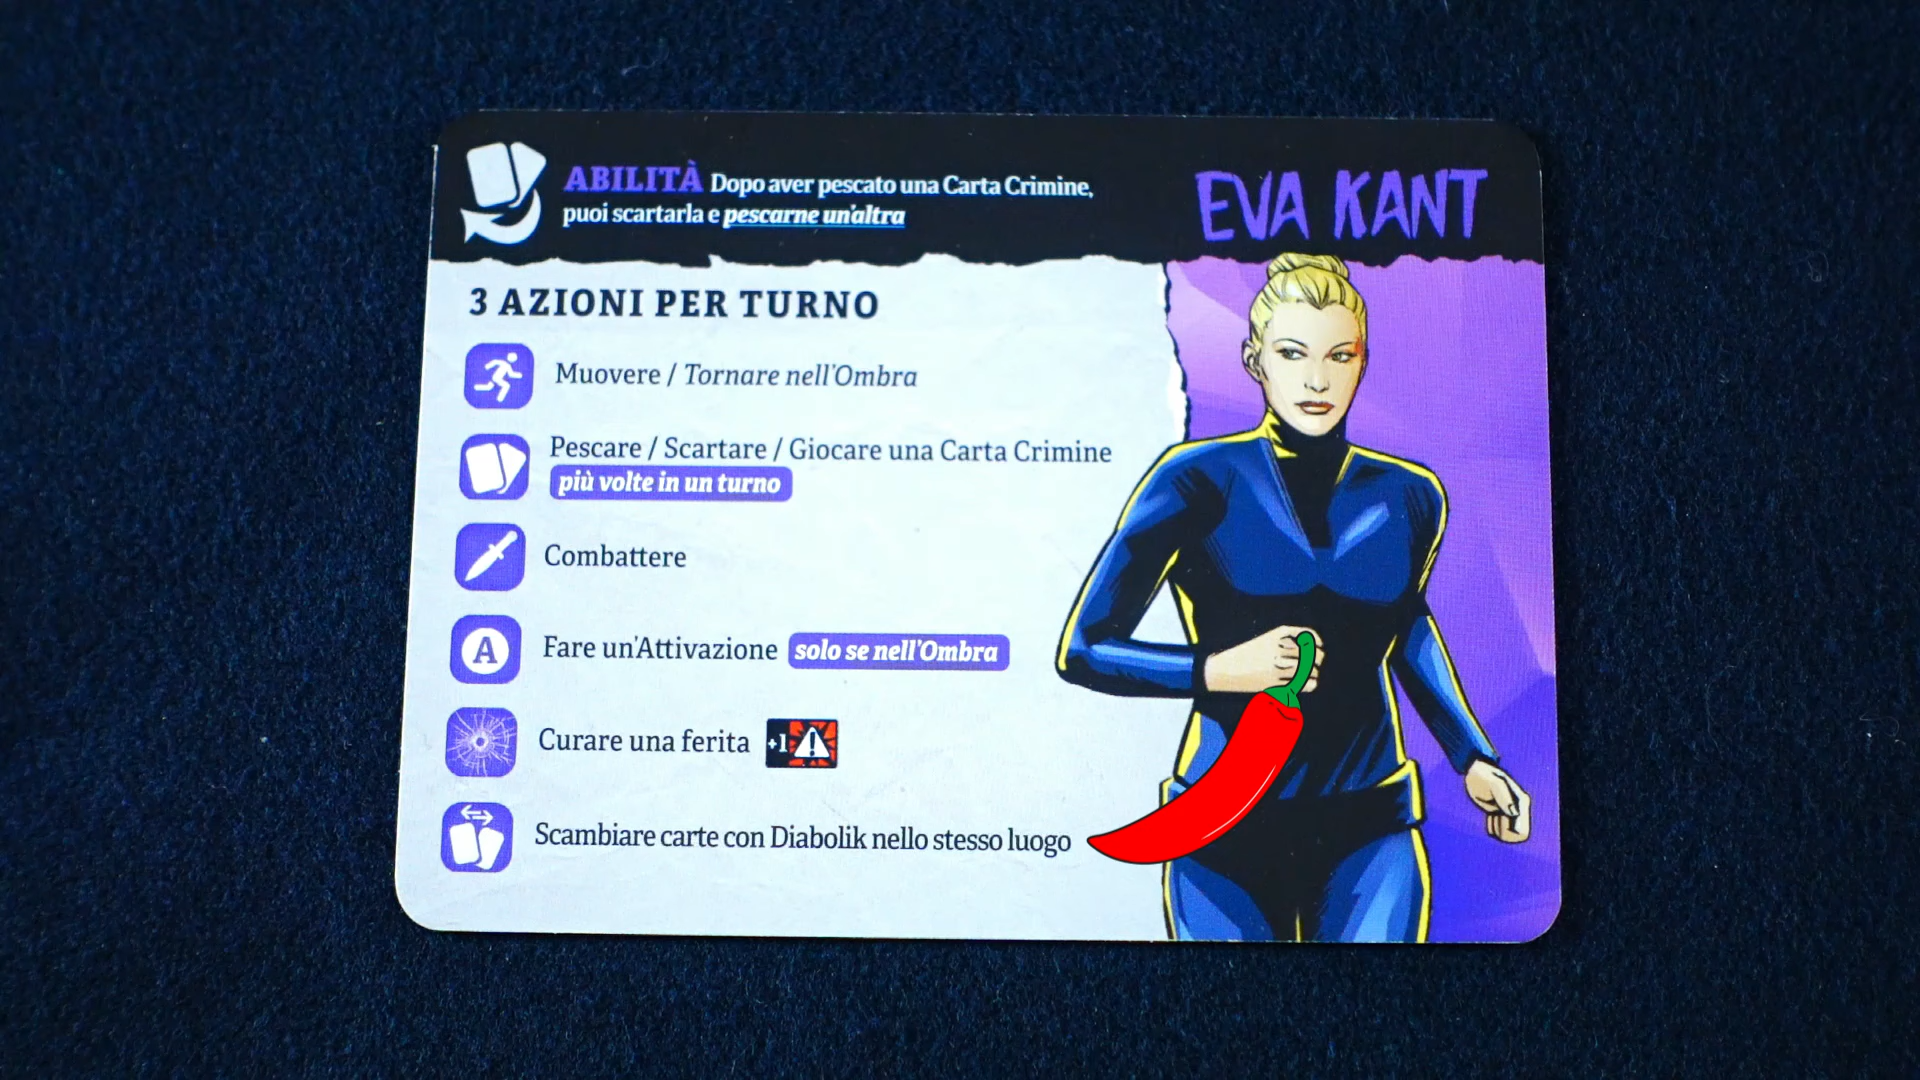 ABILITÀ Dopo aver pescato una Carta Crimine,
puoi scartarla e pescarne un'altra
EVA KANT
3 AZIONI PER TURNO
Muovere / Tornare nell'Ombra
Pescare / Scartare / Giocare una Carta Crimine
più volte in un turno
Combattere
A
Fare un'Attivazione solo se nell'Ombra
Curare una ferita +1
Scambiare carte con Diabolik nello stesso luogo